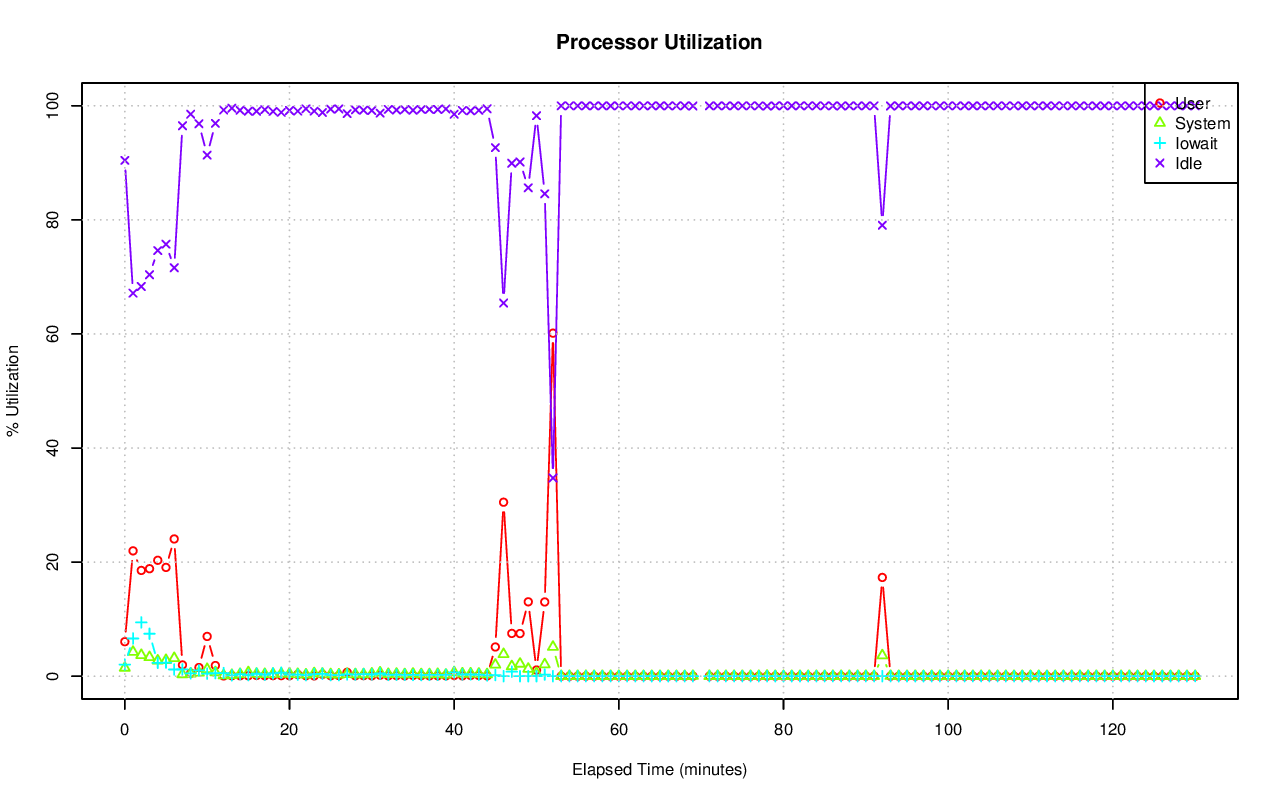 Processor Utilization
100
80
60
40
20
0
% Utilization
User
System
Iowait
Idle
0 20 40 60 80 100 120
Elapsed Time (minutes)